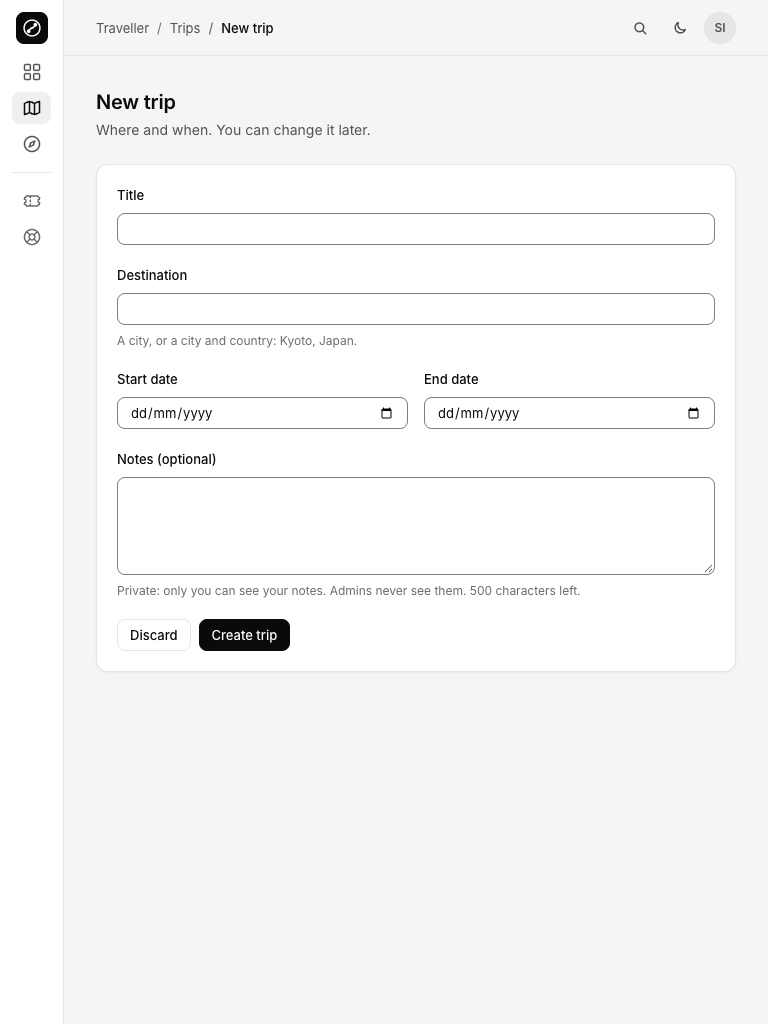 Traveller / Trips / New trip
SI
New trip
Where and when. You can change it later.
Title
Destination
A city, or a city and country: Kyoto, Japan.
Start date
End date
dd/mm/yyyy
dd/mm/yyyy
Notes (optional)
Private: only you can see your notes. Admins never see them. 500 characters left.
Discard
Create trip